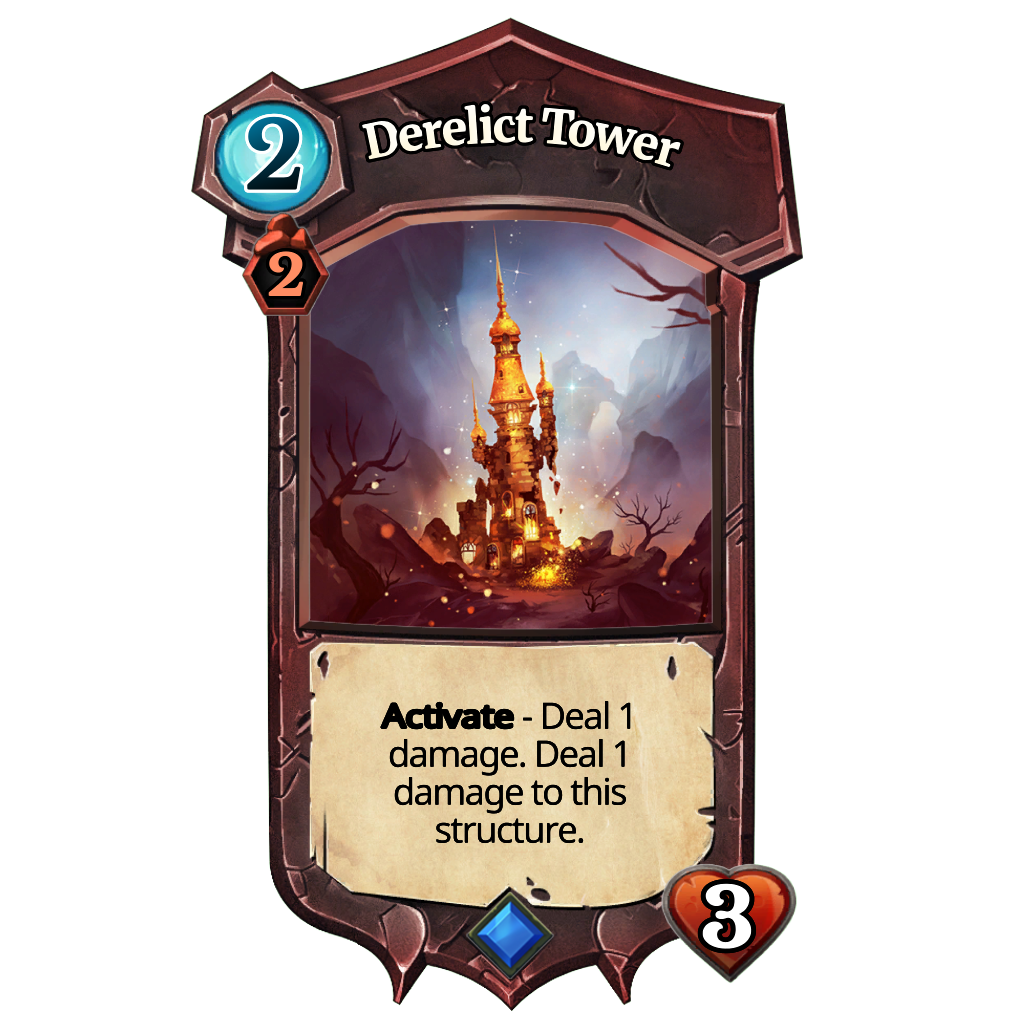 2
Derelict Tower
2
Activate - Deal 1
damage. Deal 1
damage to this
structure.
3